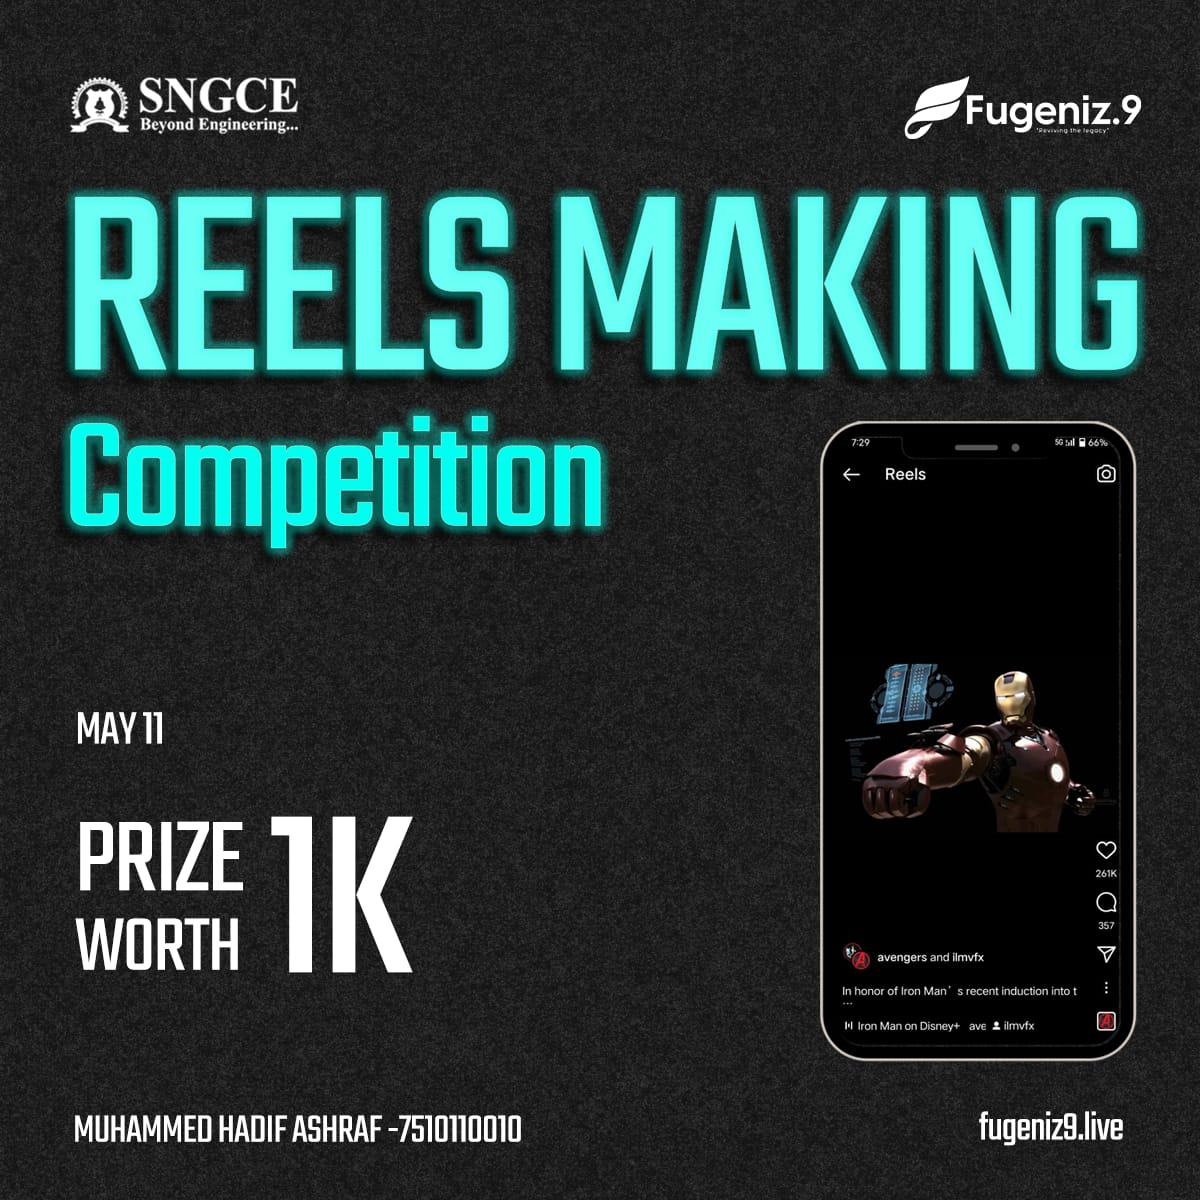 SNGCE
Beyond Engineering...
Fugeniz.9
"Reviving the legacy"
REELS MAKING
Competition
7:29
5G 66%
Reels
MAY 11
PRIZE
WORTH
1K
261K
357
avengers and ilmvfx
In honor of Iron Man’s recent induction into t
...
Iron Man on Disney+ ave ilmvfx
MUHAMMED HADIF ASHRAF -7510110010
fugeniz9.live